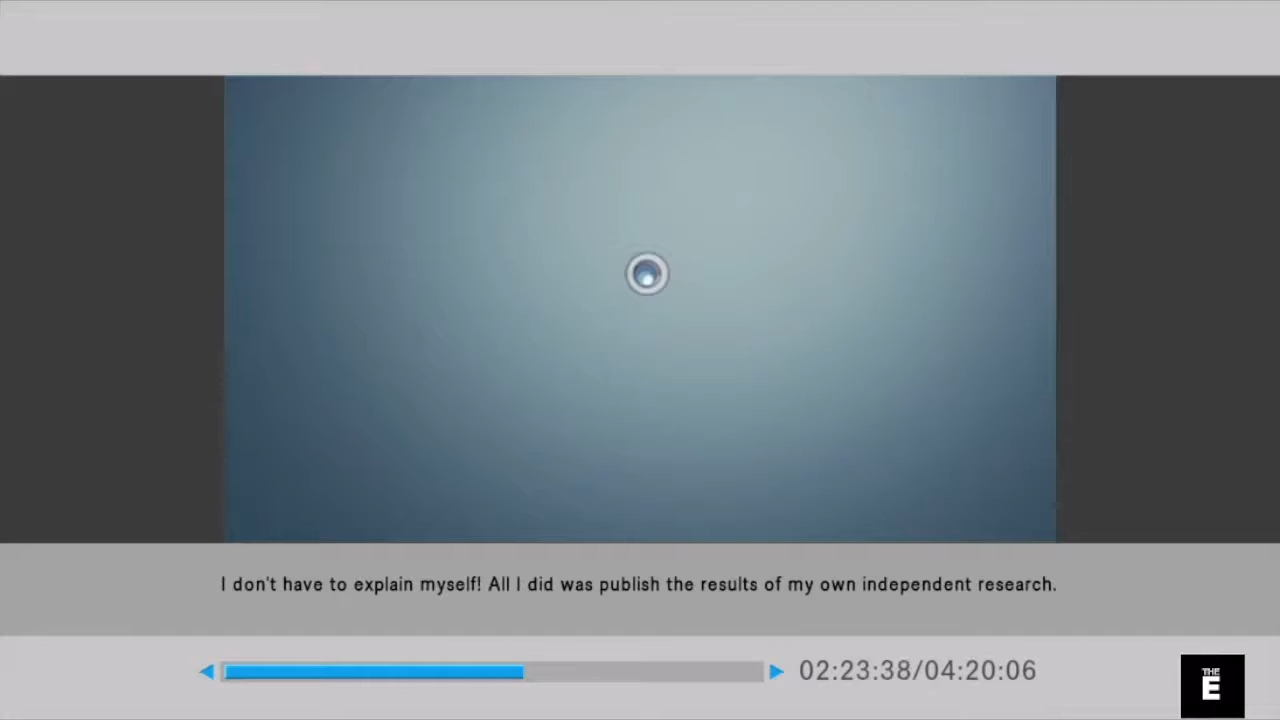 I don't have to explain myself! All I did was publish the results of my own independent research.
02:23:38/04:20:06
THE
E